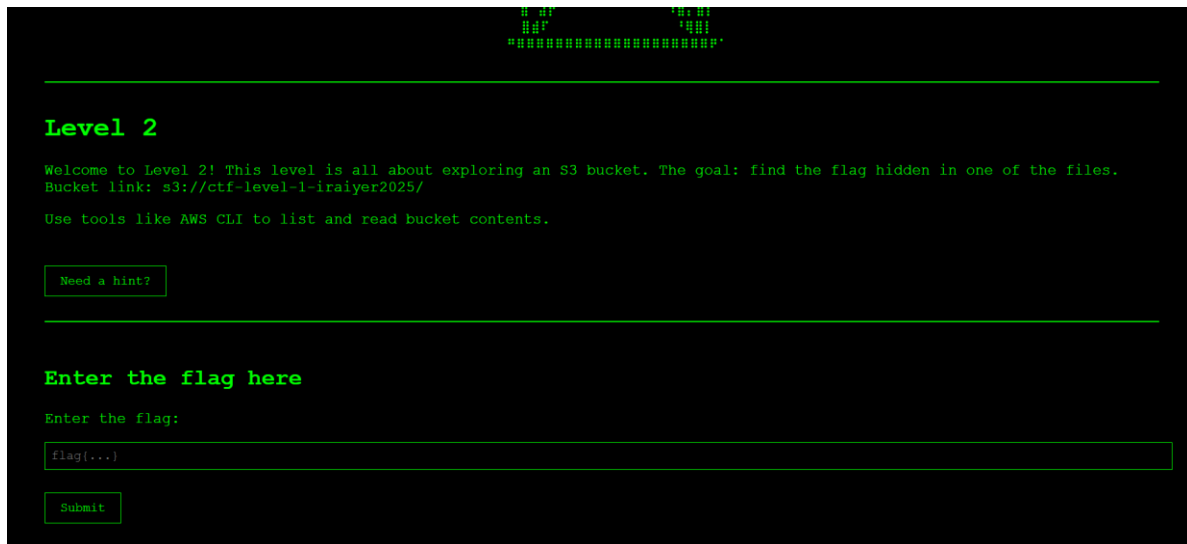 Level 2
Welcome to Level 2! This level is all about exploring an S3 bucket. The goal: find the flag hidden in one of the files.
Bucket link: s3://ctf-level-1-iraiyer2025/
Use tools like AWS CLI to list and read bucket contents.
Need a hint?
Enter the flag here
Enter the flag:
flag{...}
Submit